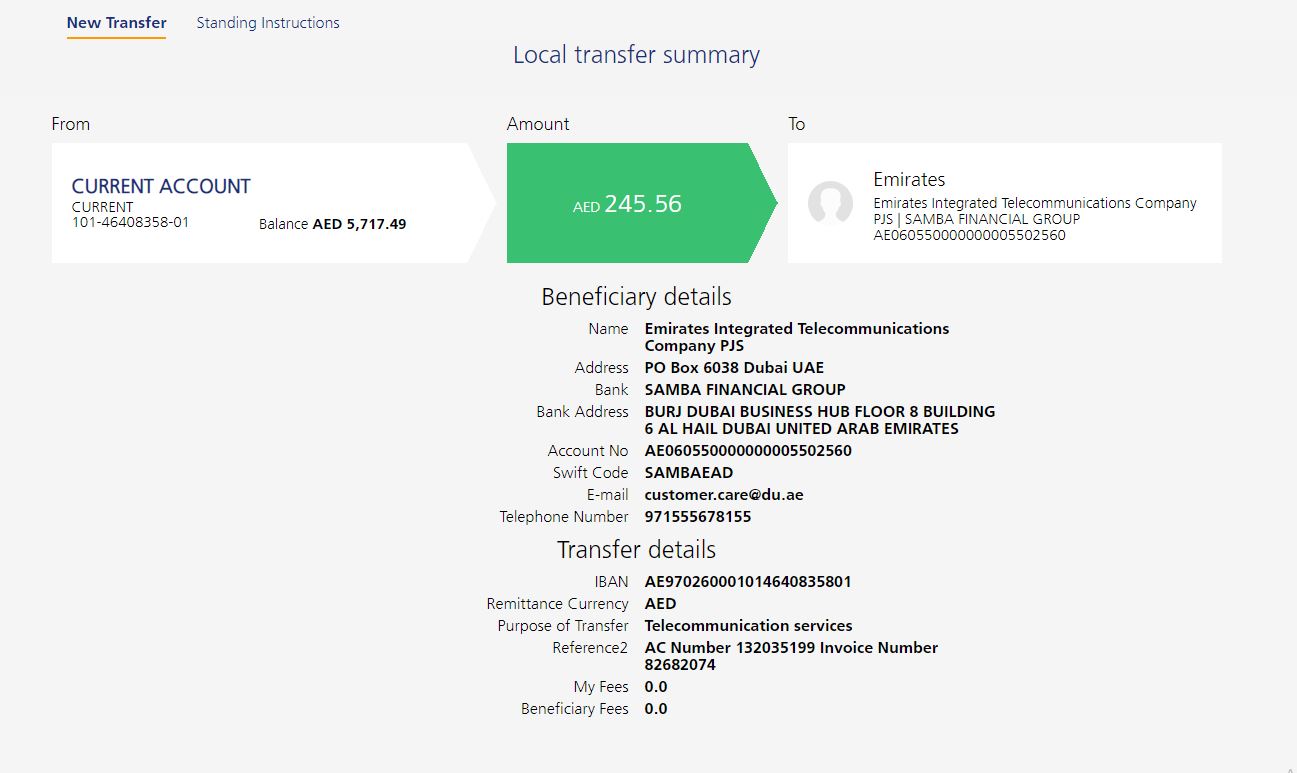 New Transfer Standing Instructions
Local transfer summary
From Amount To
CURRENT ACCOUNT
CURRENT
101-46408358-01
Balance AED 5,717.49
AED 245.56
Emirates
Emirates Integrated Telecommunications Company
PJS | SAMBA FINANCIAL GROUP
AE060550000000005502560
Beneficiary details
Name Emirates Integrated Telecommunications
Company PJS
Address PO Box 6038 Dubai UAE
Bank SAMBA FINANCIAL GROUP
Bank Address BURJ DUBAI BUSINESS HUB FLOOR 8 BUILDING
6 AL HAIL DUBAI UNITED ARAB EMIRATES
Account No AE060550000000005502560
Swift Code SAMBAEAD
E-mail customer.care@du.ae
Telephone Number 971555678155
Transfer details
IBAN AE970260001014640835801
Remittance Currency AED
Purpose of Transfer Telecommunication services
Reference2 AC Number 132035199 Invoice Number
82682074
My Fees 0.0
Beneficiary Fees 0.0